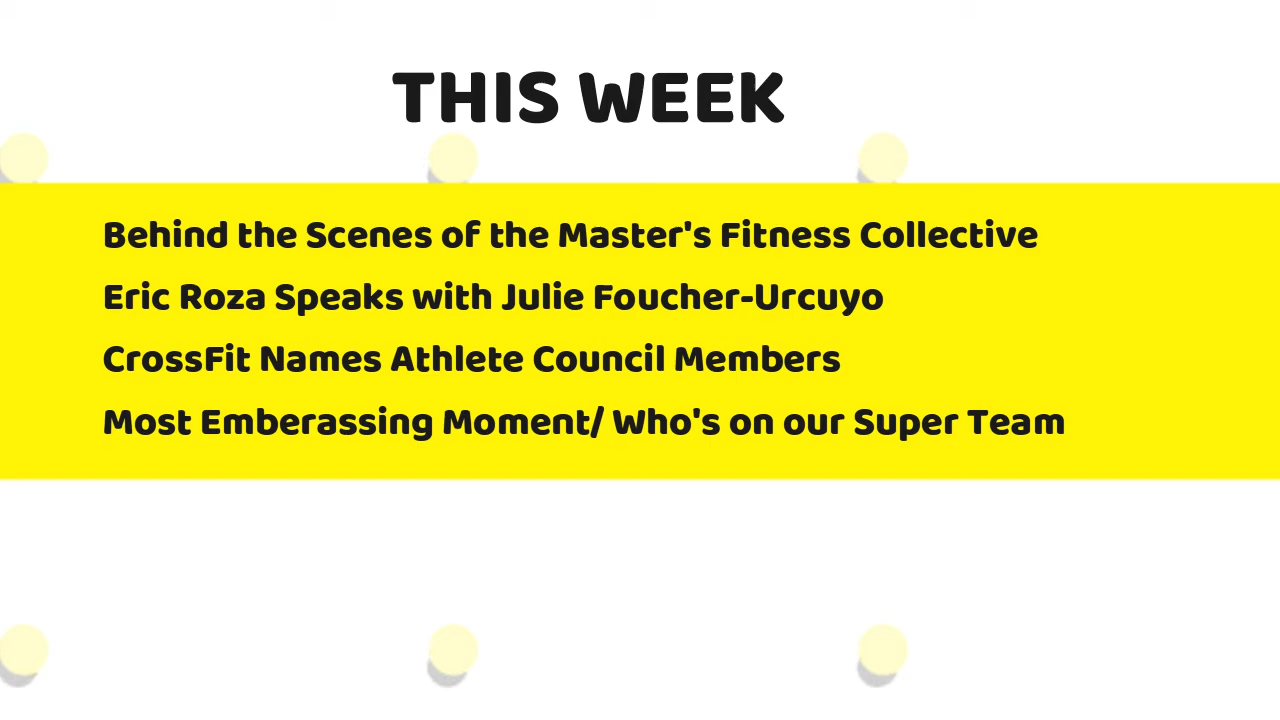 THIS WEEK
Behind the Scenes of the Master's Fitness Collective
Eric Roza Speaks with Julie Foucher-Urcuyo
CrossFit Names Athlete Council Members
Most Emberassing Moment/ Who's on our Super Team